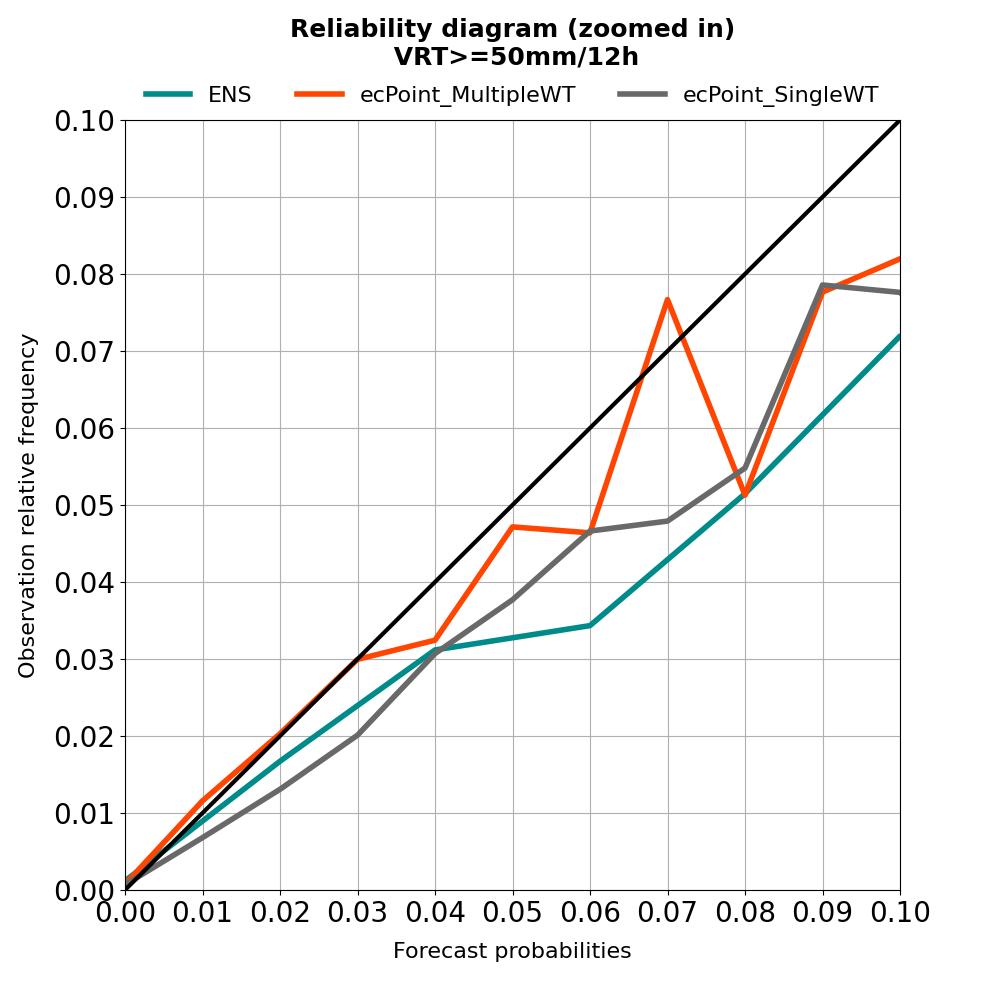 Reliability diagram (zoomed in)
VRT>=50mm/12h
ENS ecPoint_MultipleWT ecPoint_SingleWT
0.10
0.09
0.08
0.07
0.06
0.05
0.04
0.03
0.02
0.01
0.00
Observation relative frequency
0.00 0.01 0.02 0.03 0.04 0.05 0.06 0.07 0.08 0.09 0.10
Forecast probabilities